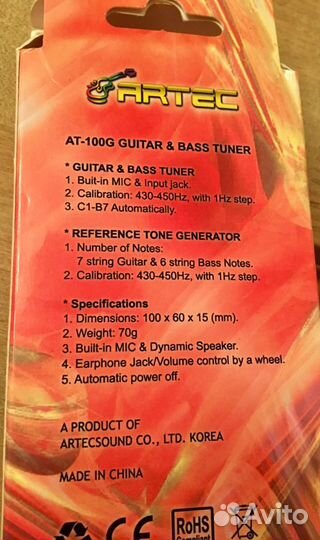 ARTEC
AT-100G GUITAR & BASS TUNER
* GUITAR & BASS TUNER
1. Buit-in MIC & Input jack.
2. Calibration: 430-450Hz, with 1Hz step.
3. C1-B7 Automatically.
* REFERENCE TONE GENERATOR
1. Number of Notes:
7 string Guitar & 6 string Bass Notes.
2. Calibration: 430-450Hz, with 1Hz step.
* Specifications
1. Dimensions: 100 x 60 x 15 (mm).
2. Weight: 70g
3. Built-in MIC & Dynamic Speaker.
4. Earphone Jack/Volume control by a wheel.
5. Automatic power off.
A PRODUCT OF
ARTECSOUND CO., LTD. KOREA
MADE IN CHINA
CE
RoHS
Compliant
Avito